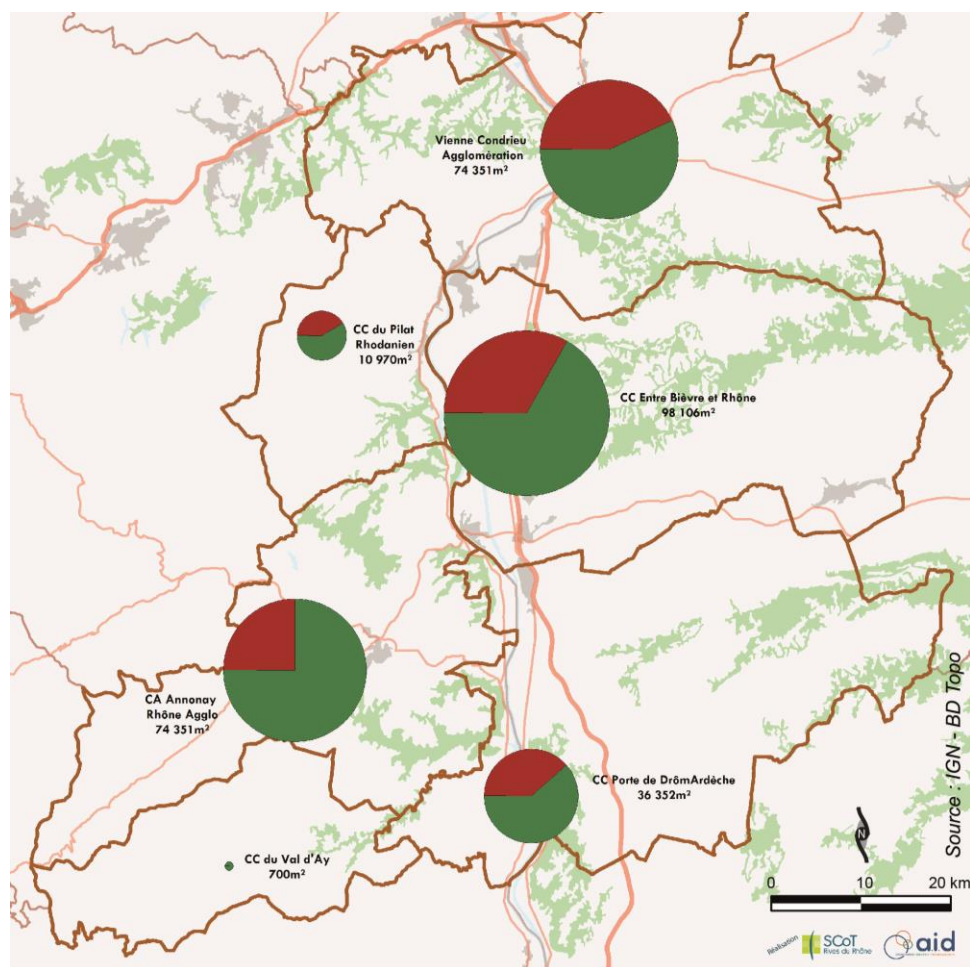 Vienne Condrieu
Agglomération
74 351m²
CC du Pilat
Rhodanien
10 970m²
CC Entre Bièvre et Rhône
98 106m²
CA Annonay
Rhône Agglo
74 351m²
CC Porte de DrômArdèche
36 352m²
CC du Val d'Ay
700m²
Source : IGN - BD Topo
N
0 10 20 km
Réalisation
SCoT
Rives du Rhône
aid